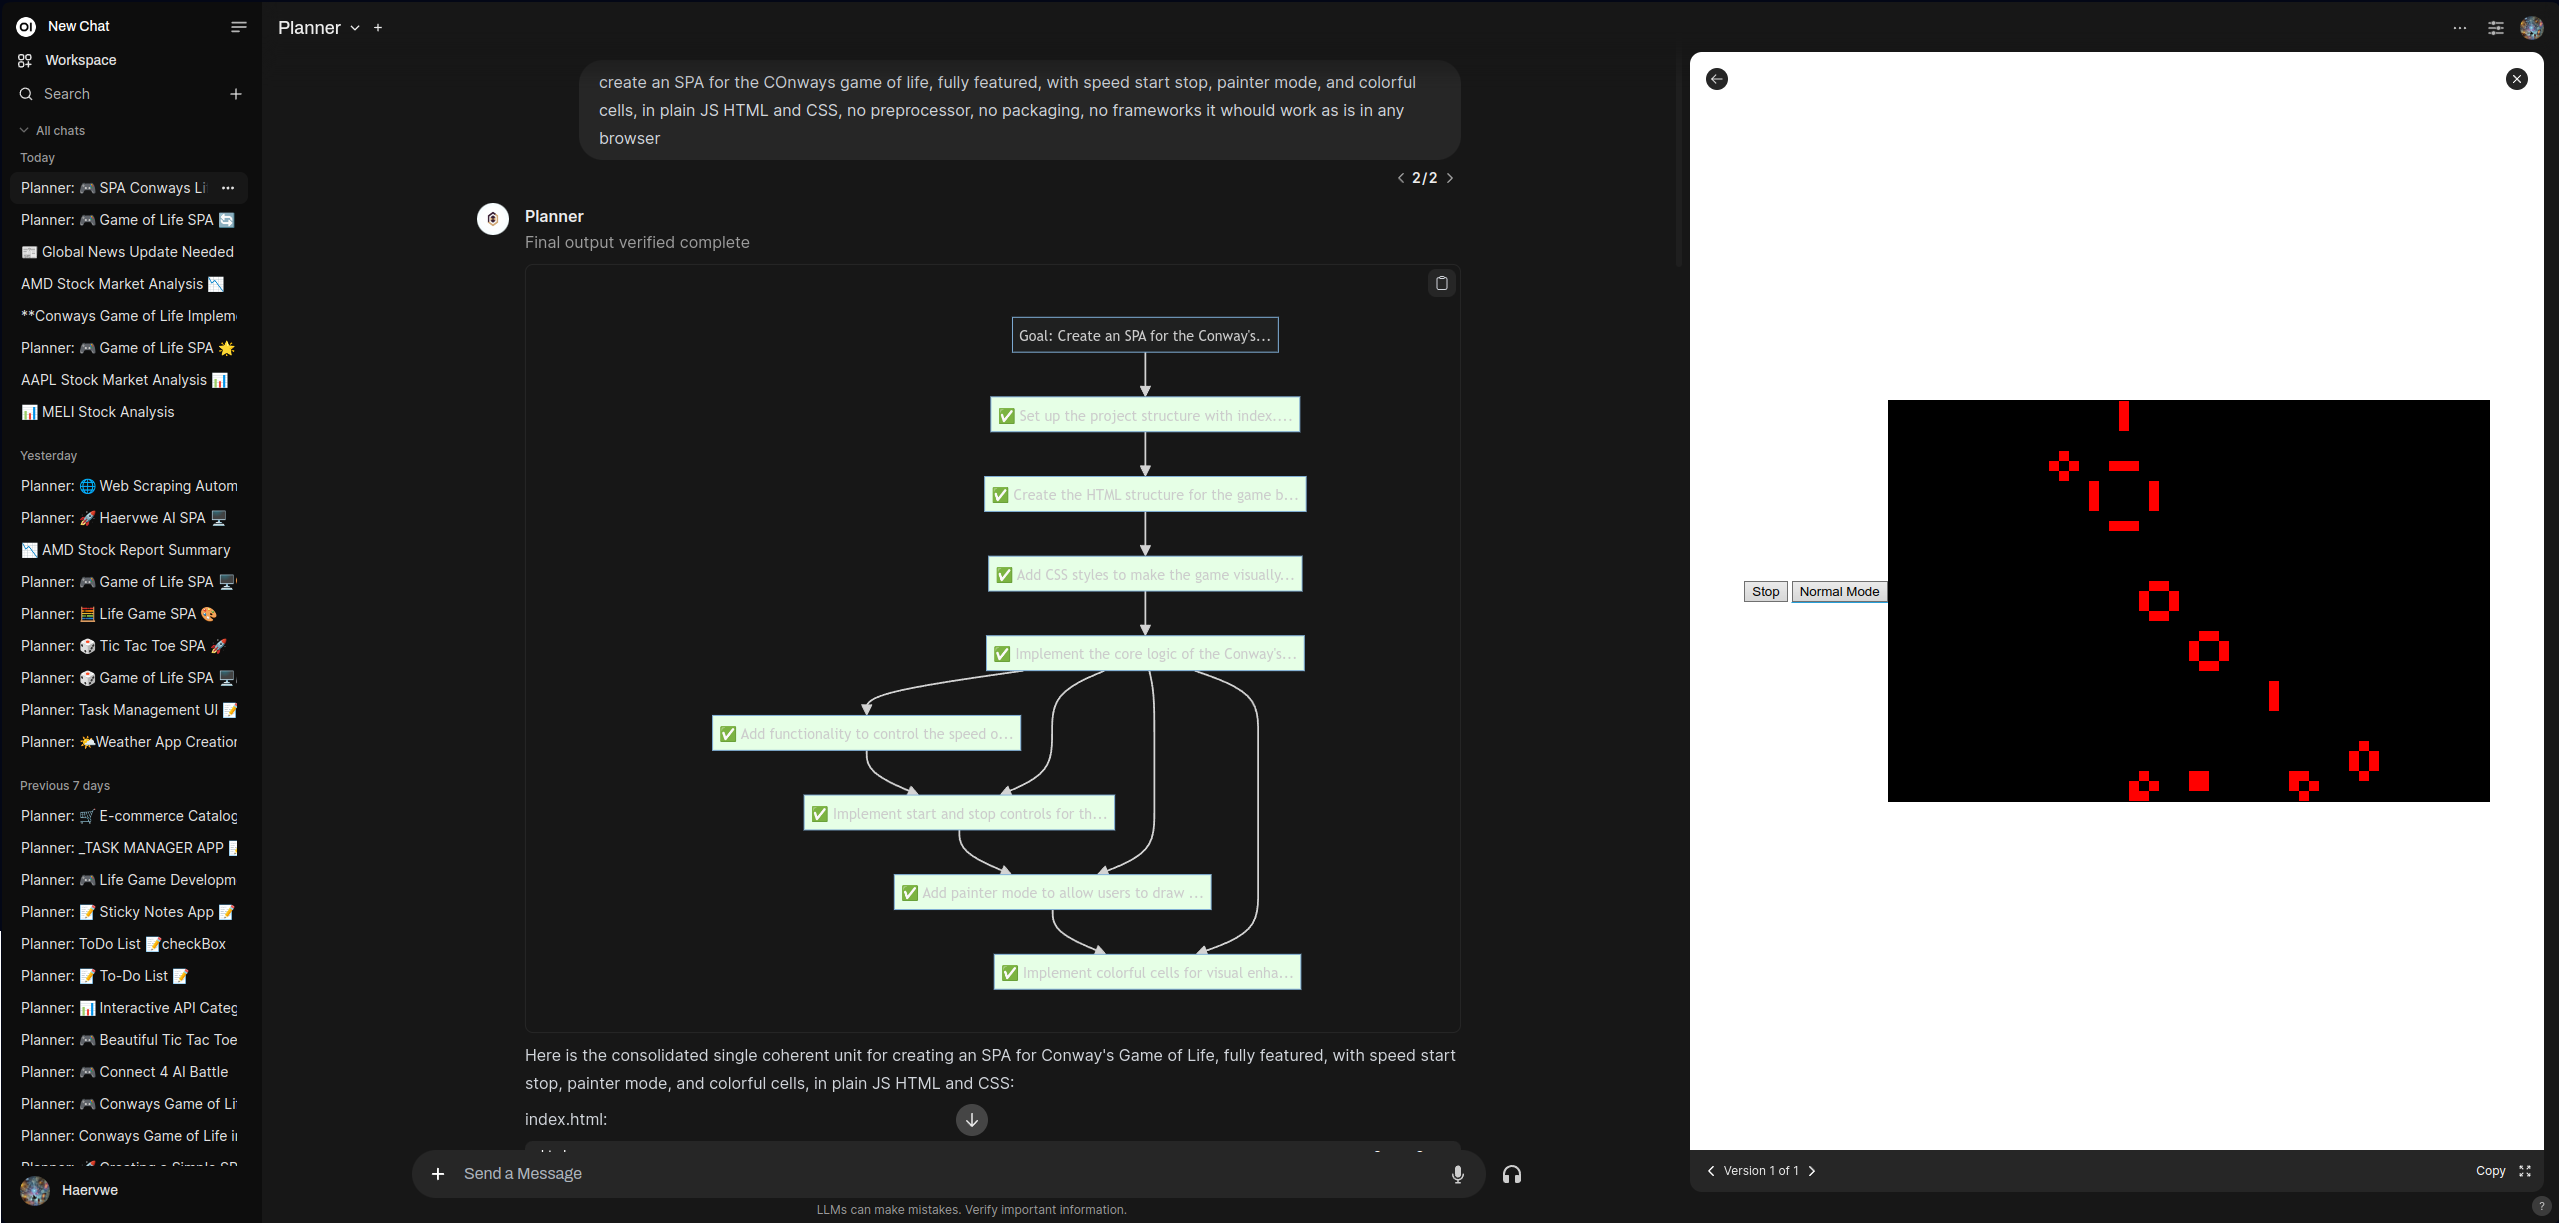 New Chat
Workspace
Search
All chats
Today
Planner: 🎮 SPA Conways Li
Planner: 🎮 Game of Life SPA 🔄
📰 Global News Update Needed
AMD Stock Market Analysis 📉
**Conways Game of Life Implem
Planner: 🎮 Game of Life SPA 🌟
AAPL Stock Market Analysis 📊
📊 MELI Stock Analysis
Yesterday
Planner: 🌐 Web Scraping Autom
Planner: 🚀 Haervwe AI SPA 🖥️
📉 AMD Stock Report Summary
Planner: 🎮 Game of Life SPA 🖥️
Planner: 🧮 Life Game SPA 🎨
Planner: 🎲 Tic Tac Toe SPA 🚀
Planner: 🎲 Game of Life SPA 🖥️
Planner: Task Management UI 📝
Planner: 🌤️Weather App Creation
Previous 7 days
Planner: 🛒 E-commerce Catalog
Planner: _TASK MANAGER APP 📝
Planner: 🎮 Life Game Developm
Planner: 📝 Sticky Notes App 📝
Planner: ToDo List 📝checkBox
Planner: 📝 To-Do List 📝
Planner: 📊 Interactive API Categ
Planner: 🎮 Beautiful Tic Tac Toe
Planner: 🎮 Connect 4 AI Battle
Planner: 🎮 Conways Game of Li
Planner: Conways Game of Life i
Planner: 🚀 Creating a Simple SP
Haervwe
Planner
create an SPA for the COnways game of life, fully featured, with speed start stop, painter mode, and colorful
cells, in plain JS HTML and CSS, no preprocessor, no packaging, no frameworks it whould work as is in any
browser
2/2
Planner
Final output verified complete
Goal: Create an SPA for the Conway's...
✅ Set up the project structure with index....
✅ Create the HTML structure for the game b...
✅ Add CSS styles to make the game visually...
✅ Implement the core logic of the Conway's...
✅ Add functionality to control the speed o...
✅ Implement start and stop controls for th...
✅ Add painter mode to allow users to draw ...
✅ Implement colorful cells for visual enha...
Here is the consolidated single coherent unit for creating an SPA for Conway's Game of Life, fully featured, with speed start
stop, painter mode, and colorful cells, in plain JS HTML and CSS:
index.html:
Send a Message
LLMs can make mistakes. Verify important information.
Stop
Normal Mode
Version 1 of 1
Copy
?